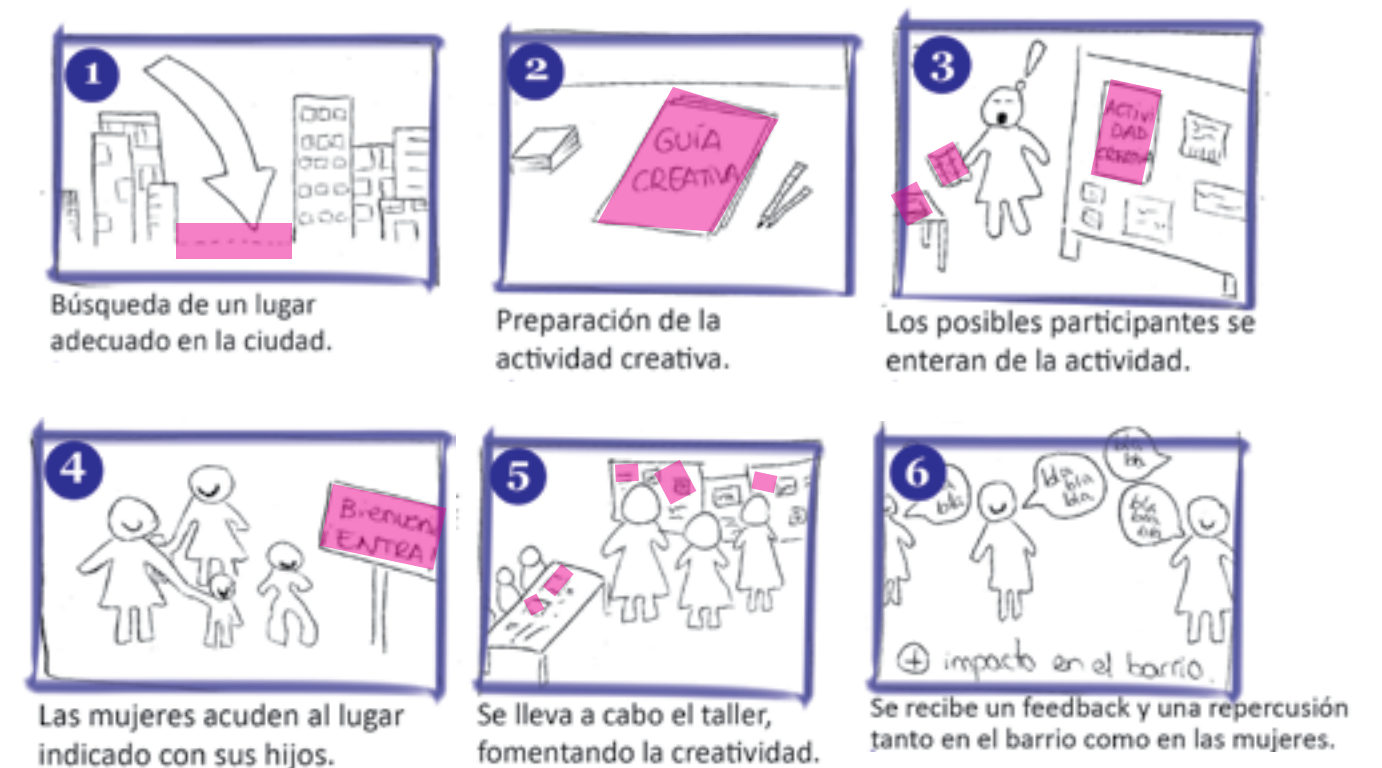 1
Búsqueda de un lugar
adecuado en la ciudad.
2
GUÍA
CREATIVA
Preparación de la
actividad creativa.
3
!
ACTIVI
DAD
Los posibles participantes se
enteran de la actividad.
4
ENTRA!
Las mujeres acuden al lugar
indicado con sus hijos.
5
Se lleva a cabo el taller,
fomentando la creatividad.
6
bla
bla
bla
bla
bla
bla
+ impacto en el barrio.
Se recibe un feedback y una repercusión
tanto en el barrio como en las mujeres.